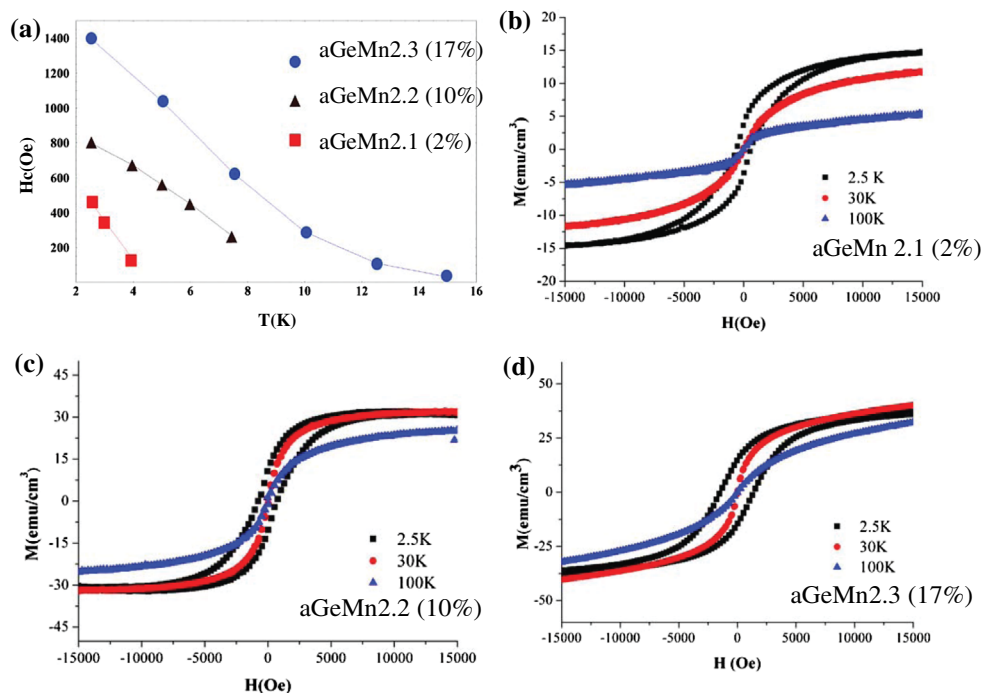 (a)
1400
1200
1000
800
600
400
200
Hc(Oe)
2 4 6 8 10 12 14 16
T(K)
aGeMn2.3 (17%)
aGeMn2.2 (10%)
aGeMn2.1 (2%)
(b)
20
15
10
5
0
-5
-10
-15
-20
M(emu/cm³)
2.5 K
30K
100K
aGeMn 2.1 (2%)
-15000 -10000 -5000 0 5000 10000 15000
H(Oe)
(c)
45
30
15
0
-15
-30
-45
M(emu/cm³)
2.5K
30K
100K
aGeMn2.2 (10%)
-15000 -10000 -5000 0 5000 10000 15000
H(Oe)
(d)
50
25
0
-25
-50
M(emu/cm³)
2.5K
30K
100K
aGeMn2.3 (17%)
-15000 -10000 -5000 0 5000 10000 15000
H (Oe)